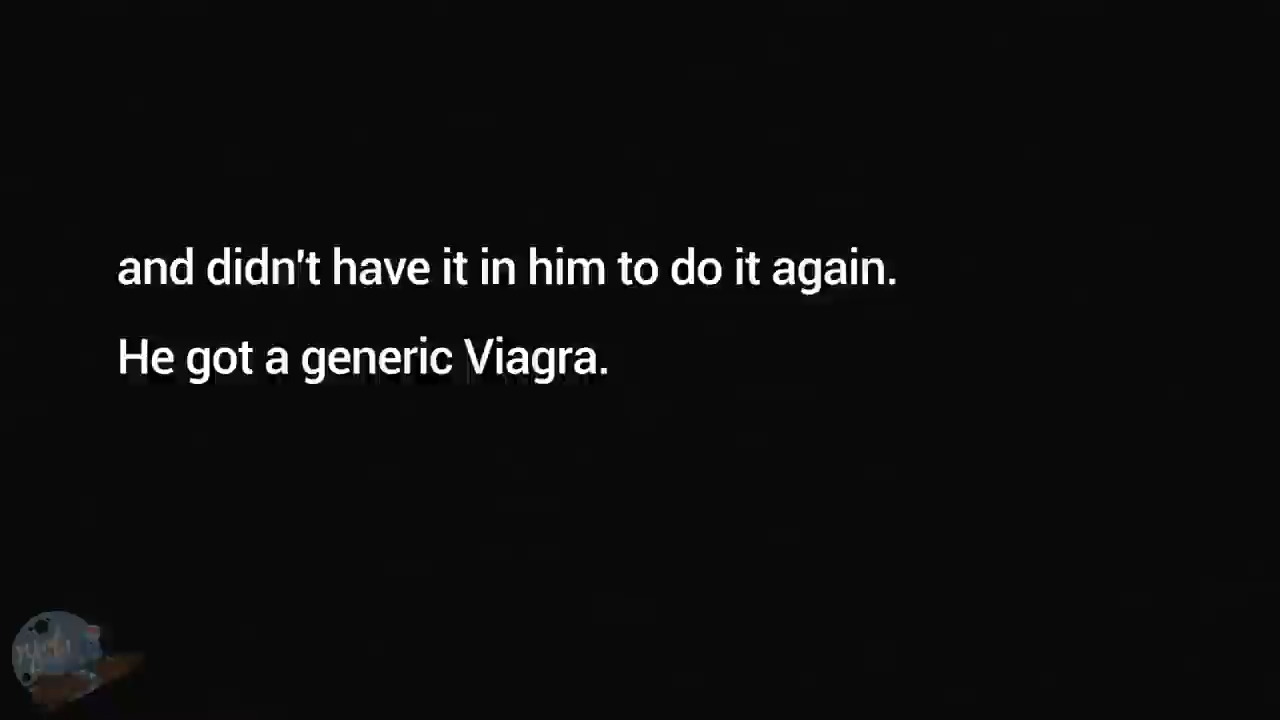 and didn't have it in him to do it again.
He got a generic Viagra.